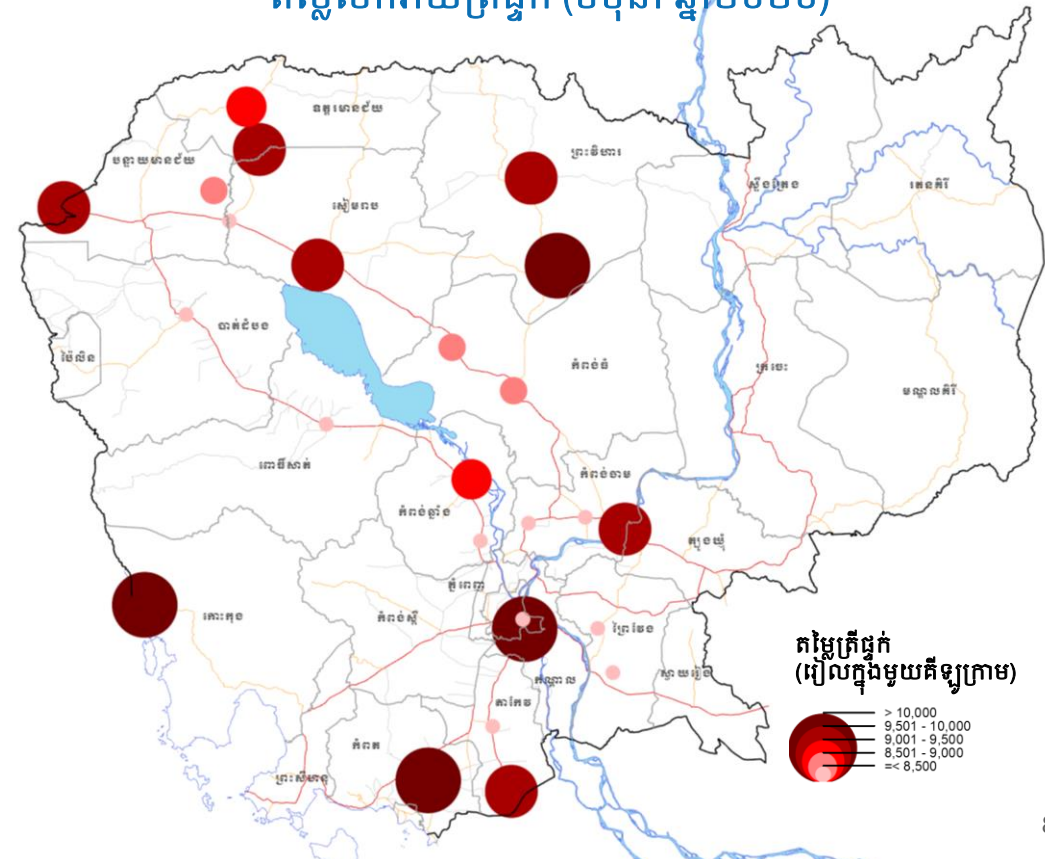 ឧត្ដរមានជ័យ
បន្ទាយមានជ័យ
ព្រះវិហារ
ស្ទឹងត្រែង
រតនគិរី
សៀមរាប
បាត់ដំបង
ប៉ៃលិន
កំពង់ធំ
ក្រចេះ
មណ្ឌលគិរី
ពោធិ៍សាត់
កំពង់ចាម
កំពង់ឆ្នាំង
ត្បូងឃ្មុំ
ភ្នំពេញ
កោះកុង
កំពង់ស្ពឺ
ព្រៃវែង
ស្វាយរៀង
កណ្ដាល
តាកែវ
កំពត
ព្រះសីហនុ
តម្លៃត្រីផ្ទក់
(រៀលក្នុងមួយគីឡូក្រាម)
> 10,000
9,501 - 10,000
9,001 - 9,500
8,501 - 9,000
=< 8,500